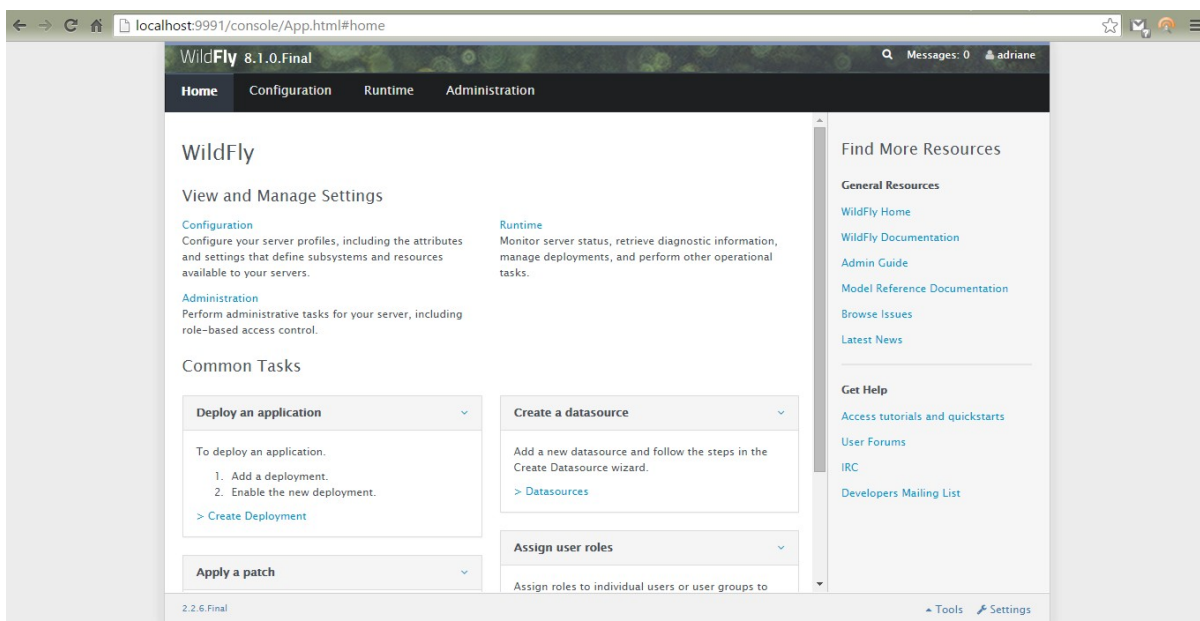 localhost:9991/console/App.html#home
WildFly 8.1.0.Final
Messages: 0 adriane
Home Configuration Runtime Administration
WildFly
View and Manage Settings
Configuration
Configure your server profiles, including the attributes
and settings that define subsystems and resources
available to your servers.
Runtime
Monitor server status, retrieve diagnostic information,
manage deployments, and perform other operational
tasks.
Administration
Perform administrative tasks for your server, including
role-based access control.
Common Tasks
Deploy an application
To deploy an application.
1. Add a deployment.
2. Enable the new deployment.
> Create Deployment
Create a datasource
Add a new datasource and follow the steps in the
Create Datasource wizard.
> Datasources
Apply a patch
Assign user roles
Assign roles to individual users or user groups to
Find More Resources
General Resources
WildFly Home
WildFly Documentation
Admin Guide
Model Reference Documentation
Browse Issues
Latest News
Get Help
Access tutorials and quickstarts
User Forums
IRC
Developers Mailing List
2.2.6.Final
Tools Settings